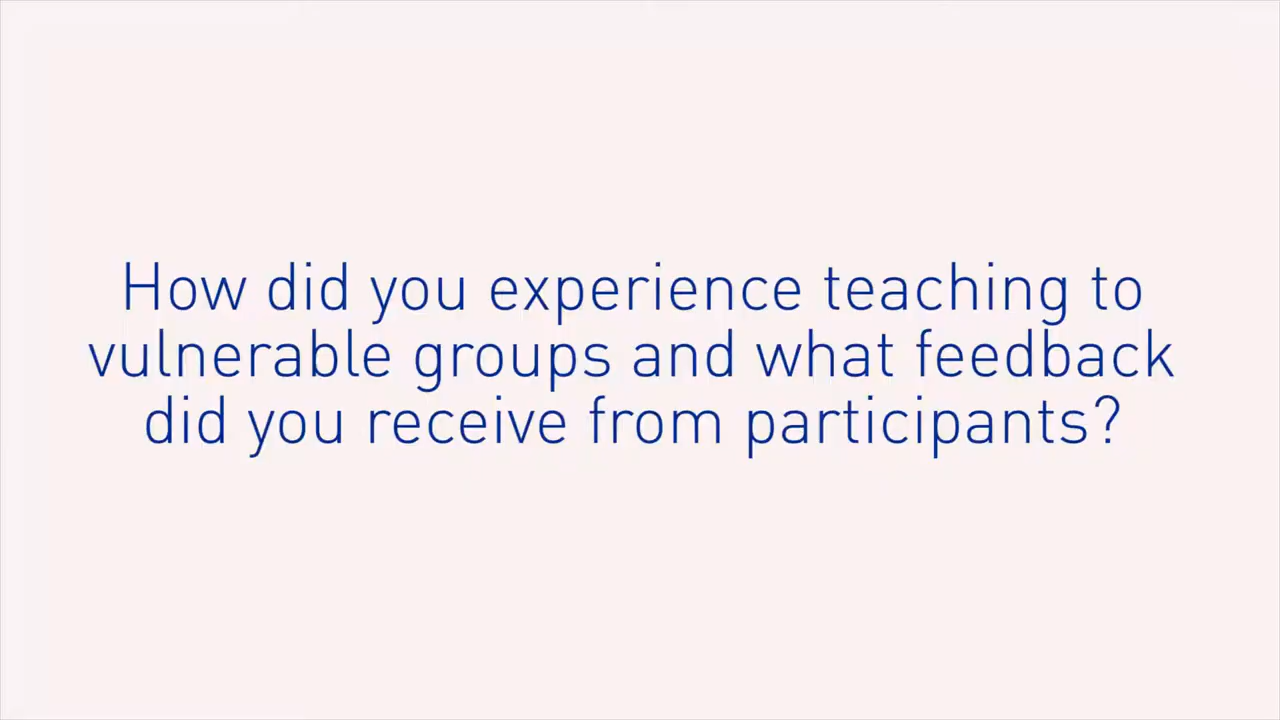 How did you experience teaching to
vulnerable groups and what feedback
did you receive from participants?